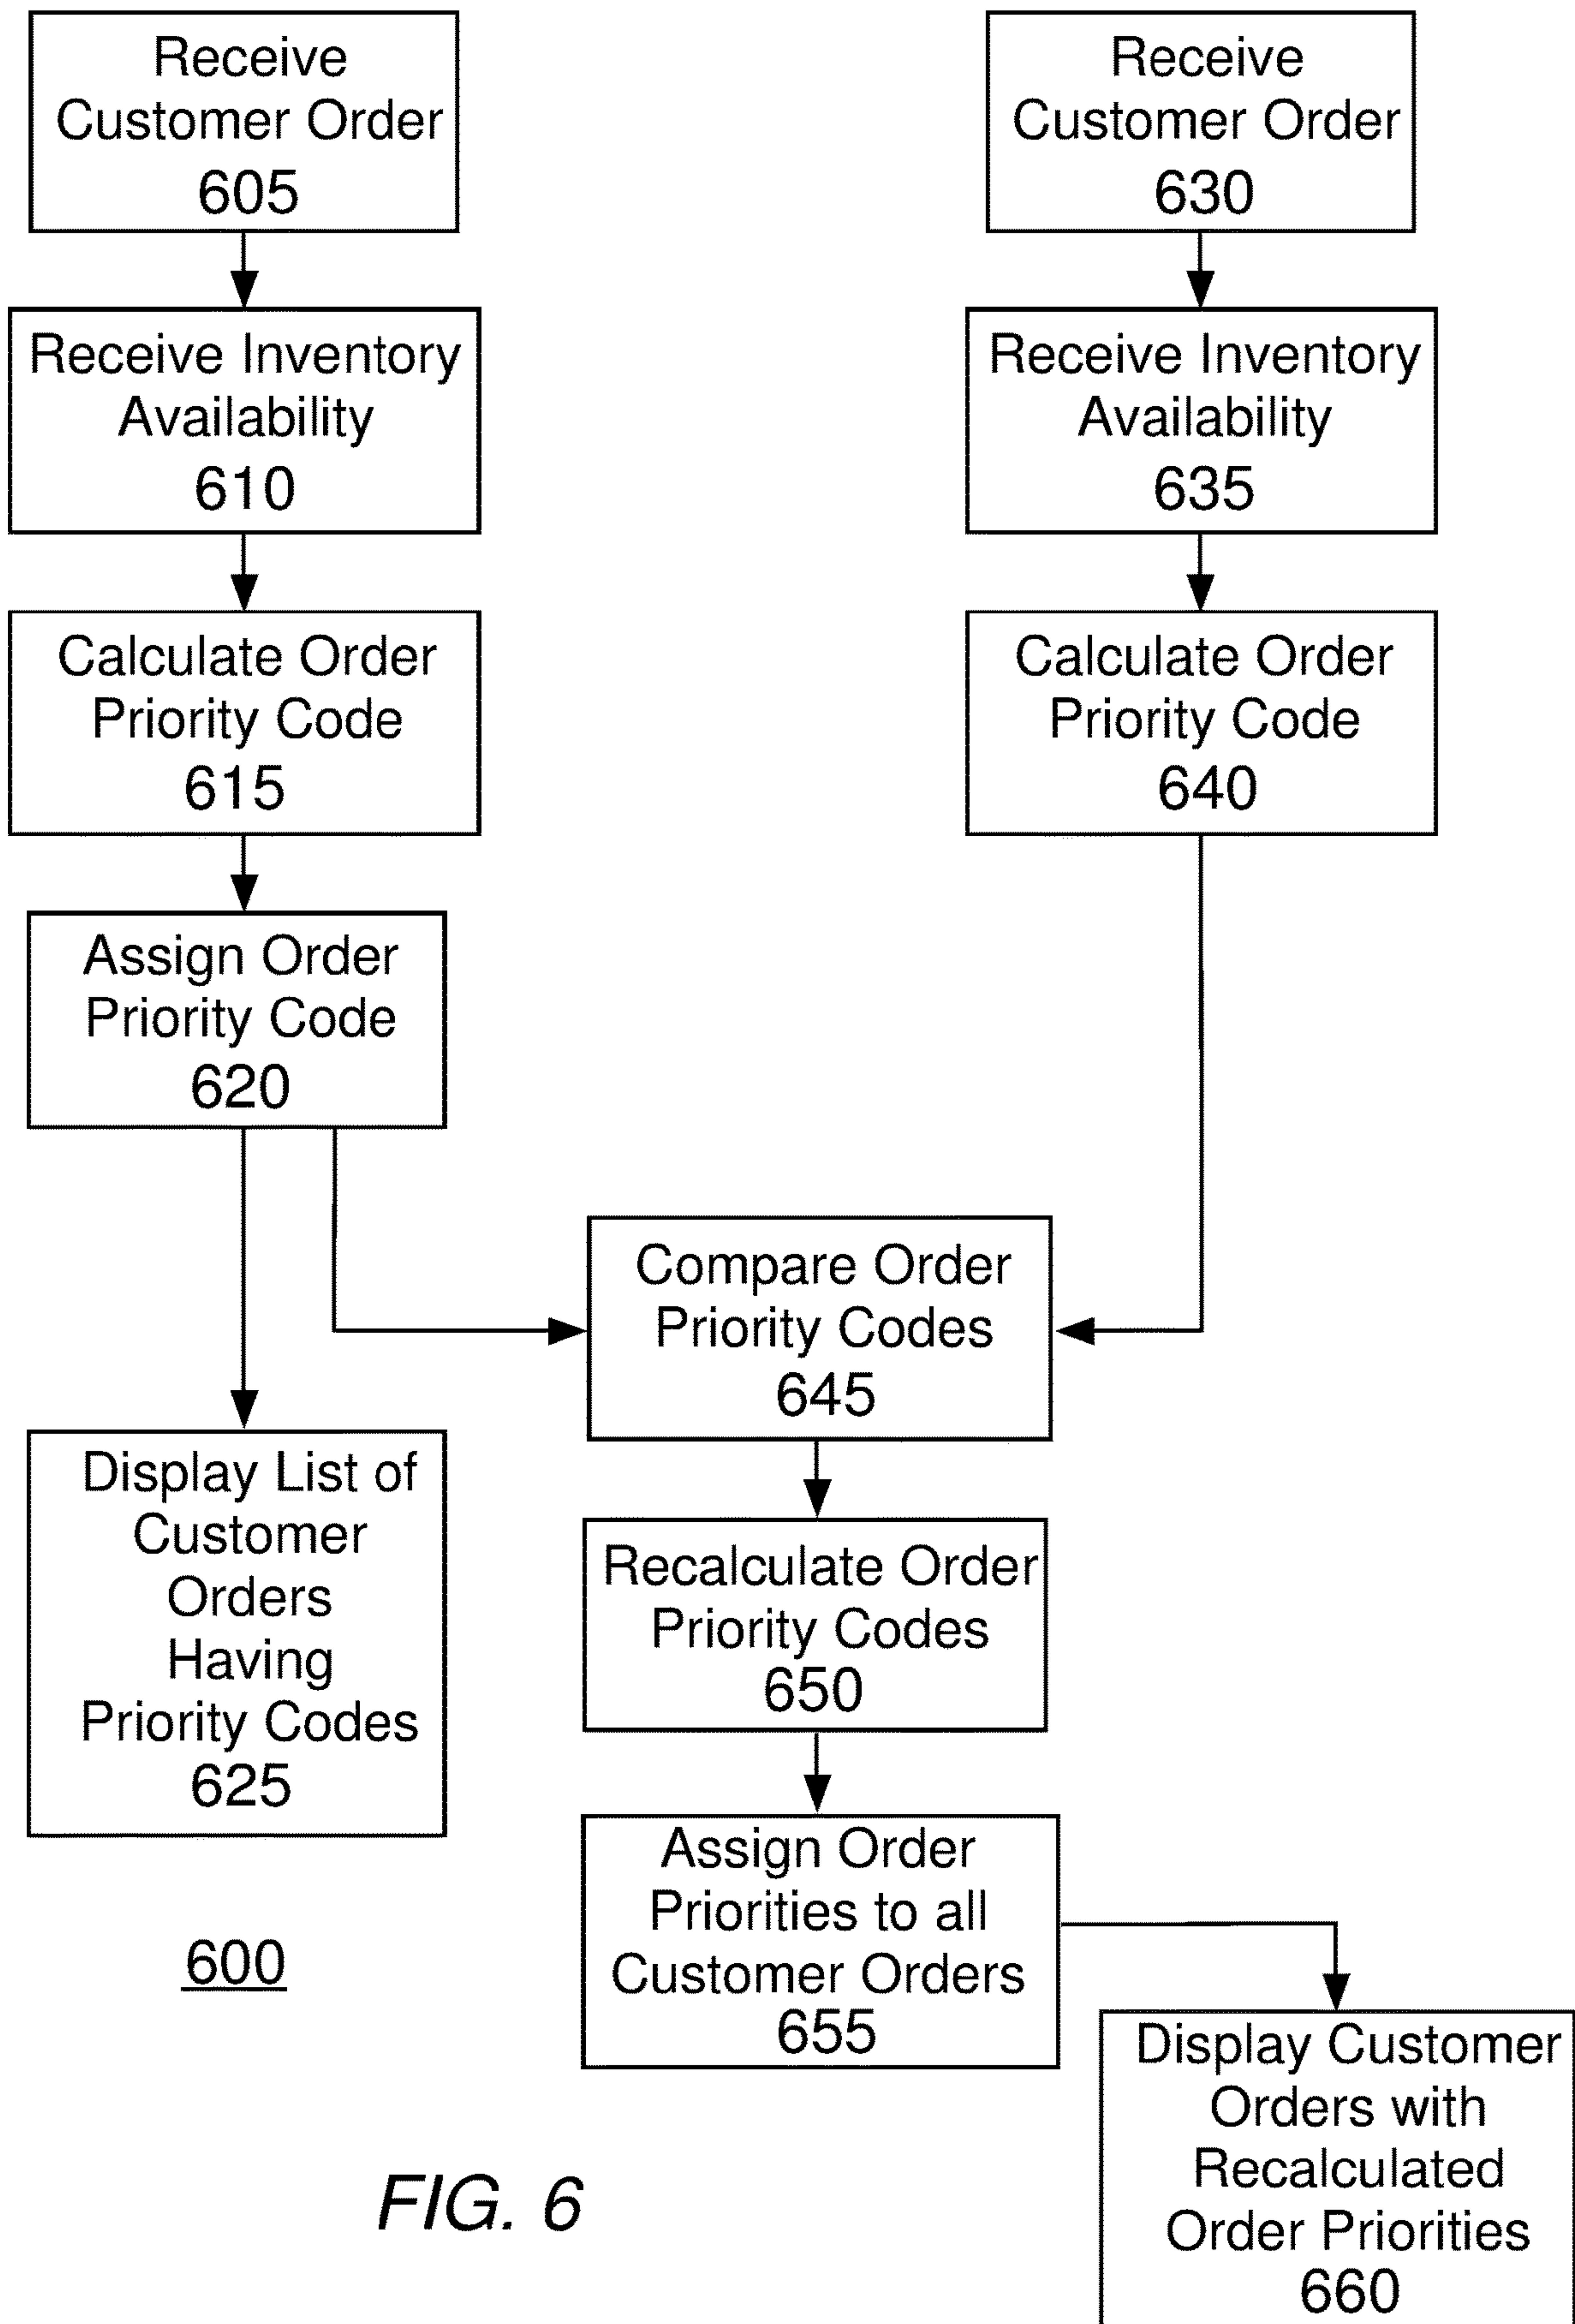 Receive
Customer Order
605
Receive Inventory
Availability
610
Calculate Order
Priority Code
615
Assign Order
Priority Code
620
Display List of
Customer
Orders
Having
Priority Codes
625
Receive
Customer Order
630
Receive Inventory
Availability
635
Calculate Order
Priority Code
640
Compare Order
Priority Codes
645
Recalculate Order
Priority Codes
650
Assign Order
Priorities to all
Customer Orders
655
Display Customer
Orders with
Recalculated
Order Priorities
660
600
FIG. 6